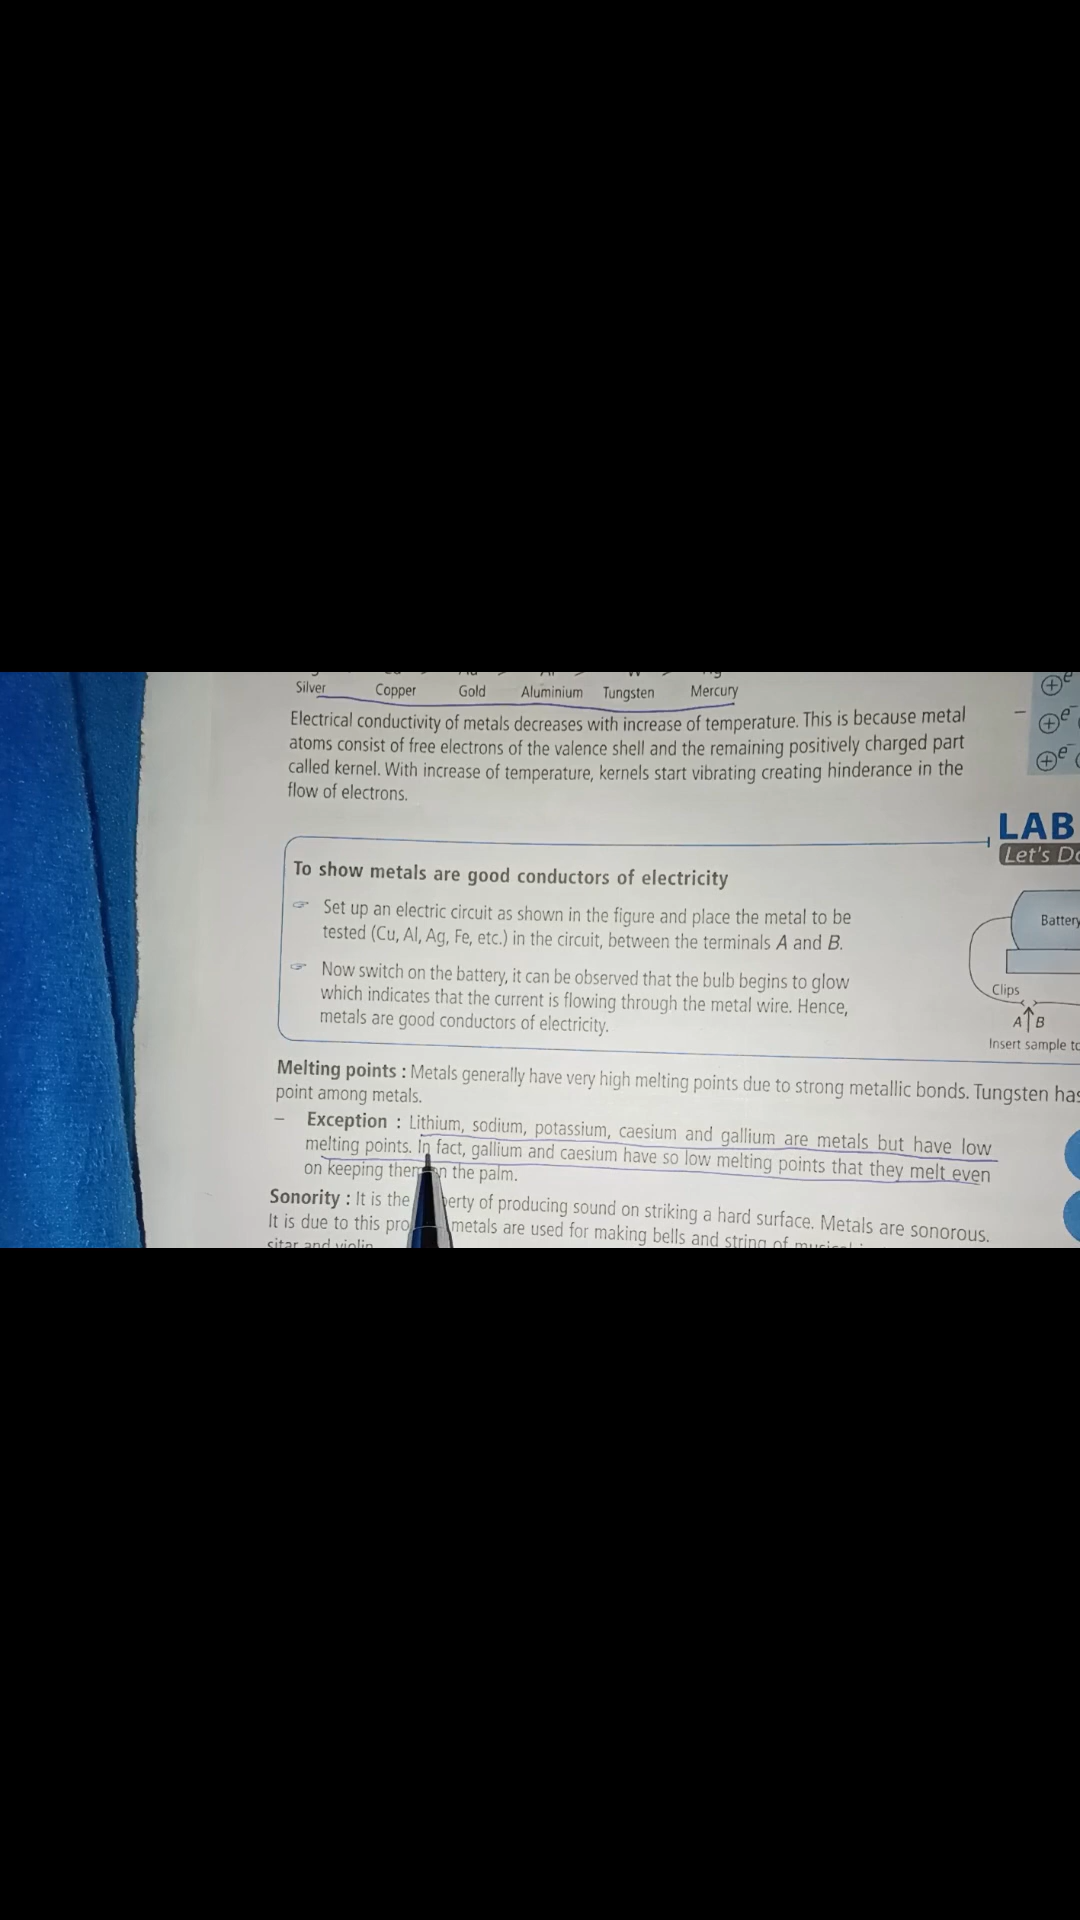 Silver Copper Gold Aluminium Tungsten Mercury
Electrical conductivity of metals decreases with increase of temperature. This is because metal
atoms consist of free electrons of the valence shell and the remaining positively charged part
called kernel. With increase of temperature, kernels start vibrating creating hinderance in the
flow of electrons.
LAB
Let's Do
To show metals are good conductors of electricity
Set up an electric circuit as shown in the figure and place the metal to be
tested (Cu, Al, Ag, Fe, etc.) in the circuit, between the terminals A and B.
Now switch on the battery, it can be observed that the bulb begins to glow
which indicates that the current is flowing through the metal wire. Hence,
metals are good conductors of electricity.
Battery
Clips
A B
Insert sample to
Melting points : Metals generally have very high melting points due to strong metallic bonds. Tungsten has
point among metals.
– Exception : Lithium, sodium, potassium, caesium and gallium are metals but have low
melting points. In fact, gallium and caesium have so low melting points that they melt even
on keeping the the palm.
Sonority : It is the of producing sound on striking a hard surface. Metals are sonorous.
It is due to this metals are used for making bells and string of
sitar and violin